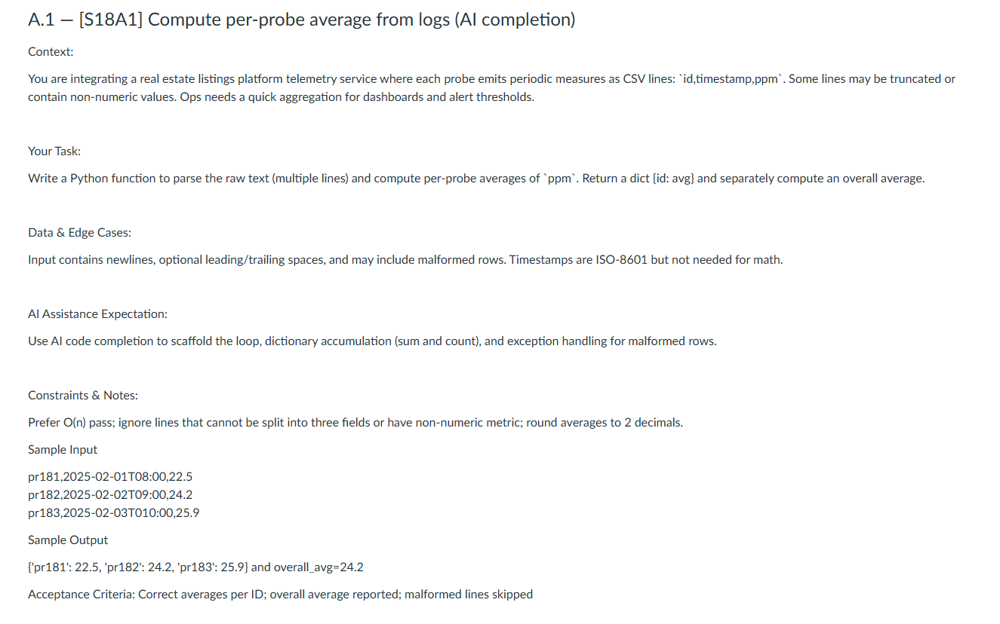 A.1 — [S18A1] Compute per-probe average from logs (AI completion)
Context:
You are integrating a real estate listings platform telemetry service where each probe emits periodic measures as CSV lines: `id,timestamp,ppm`. Some lines may be truncated or
contain non-numeric values. Ops needs a quick aggregation for dashboards and alert thresholds.
Your Task:
Write a Python function to parse the raw text (multiple lines) and compute per-probe averages of `ppm`. Return a dict {id: avg} and separately compute an overall average.
Data & Edge Cases:
Input contains newlines, optional leading/trailing spaces, and may include malformed rows. Timestamps are ISO-8601 but not needed for math.
AI Assistance Expectation:
Use AI code completion to scaffold the loop, dictionary accumulation (sum and count), and exception handling for malformed rows.
Constraints & Notes:
Prefer O(n) pass; ignore lines that cannot be split into three fields or have non-numeric metric; round averages to 2 decimals.
Sample Input
pr181,2025-02-01T08:00,22.5
pr182,2025-02-02T09:00,24.2
pr183,2025-02-03T010:00,25.9
Sample Output
{'pr181': 22.5, 'pr182': 24.2, 'pr183': 25.9} and overall_avg=24.2
Acceptance Criteria: Correct averages per ID; overall average reported; malformed lines skipped